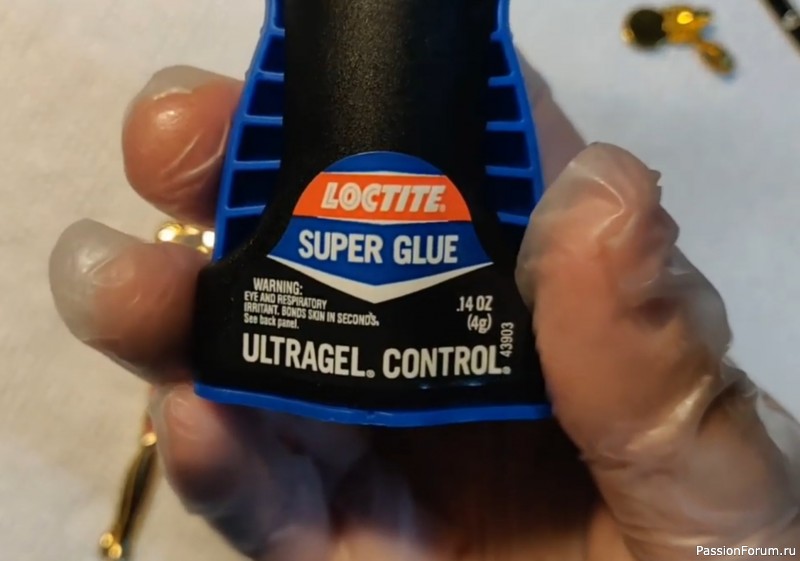 LOCTITE®
SUPER GLUE
WARNING:
EYE AND RESPIRATORY
IRRITANT. BONDS SKIN IN SECONDS.
See back panel.
.14 OZ
(4g)
43903
ULTRAGEL® CONTROL®
PassionForum.ru